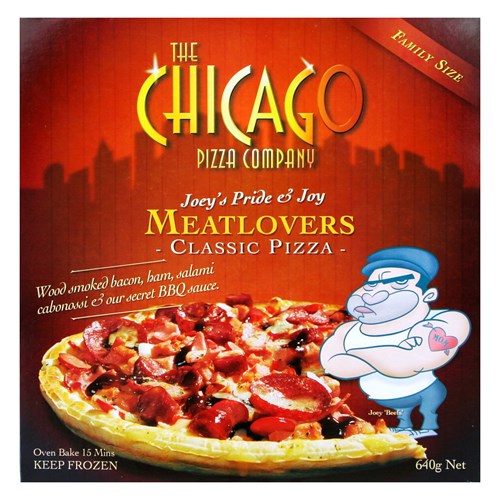 FAMILY SIZE
THE
CHICAGO
PIZZA COMPANY
Joey's Pride & Joy
MEATLOVERS
- CLASSIC PIZZA -
Wood smoked bacon, ham, salami
cabonossi & our secret BBQ sauce.
MOM
Joey 'Beefs'
Oven Bake 15 Mins
KEEP FROZEN
640g Net